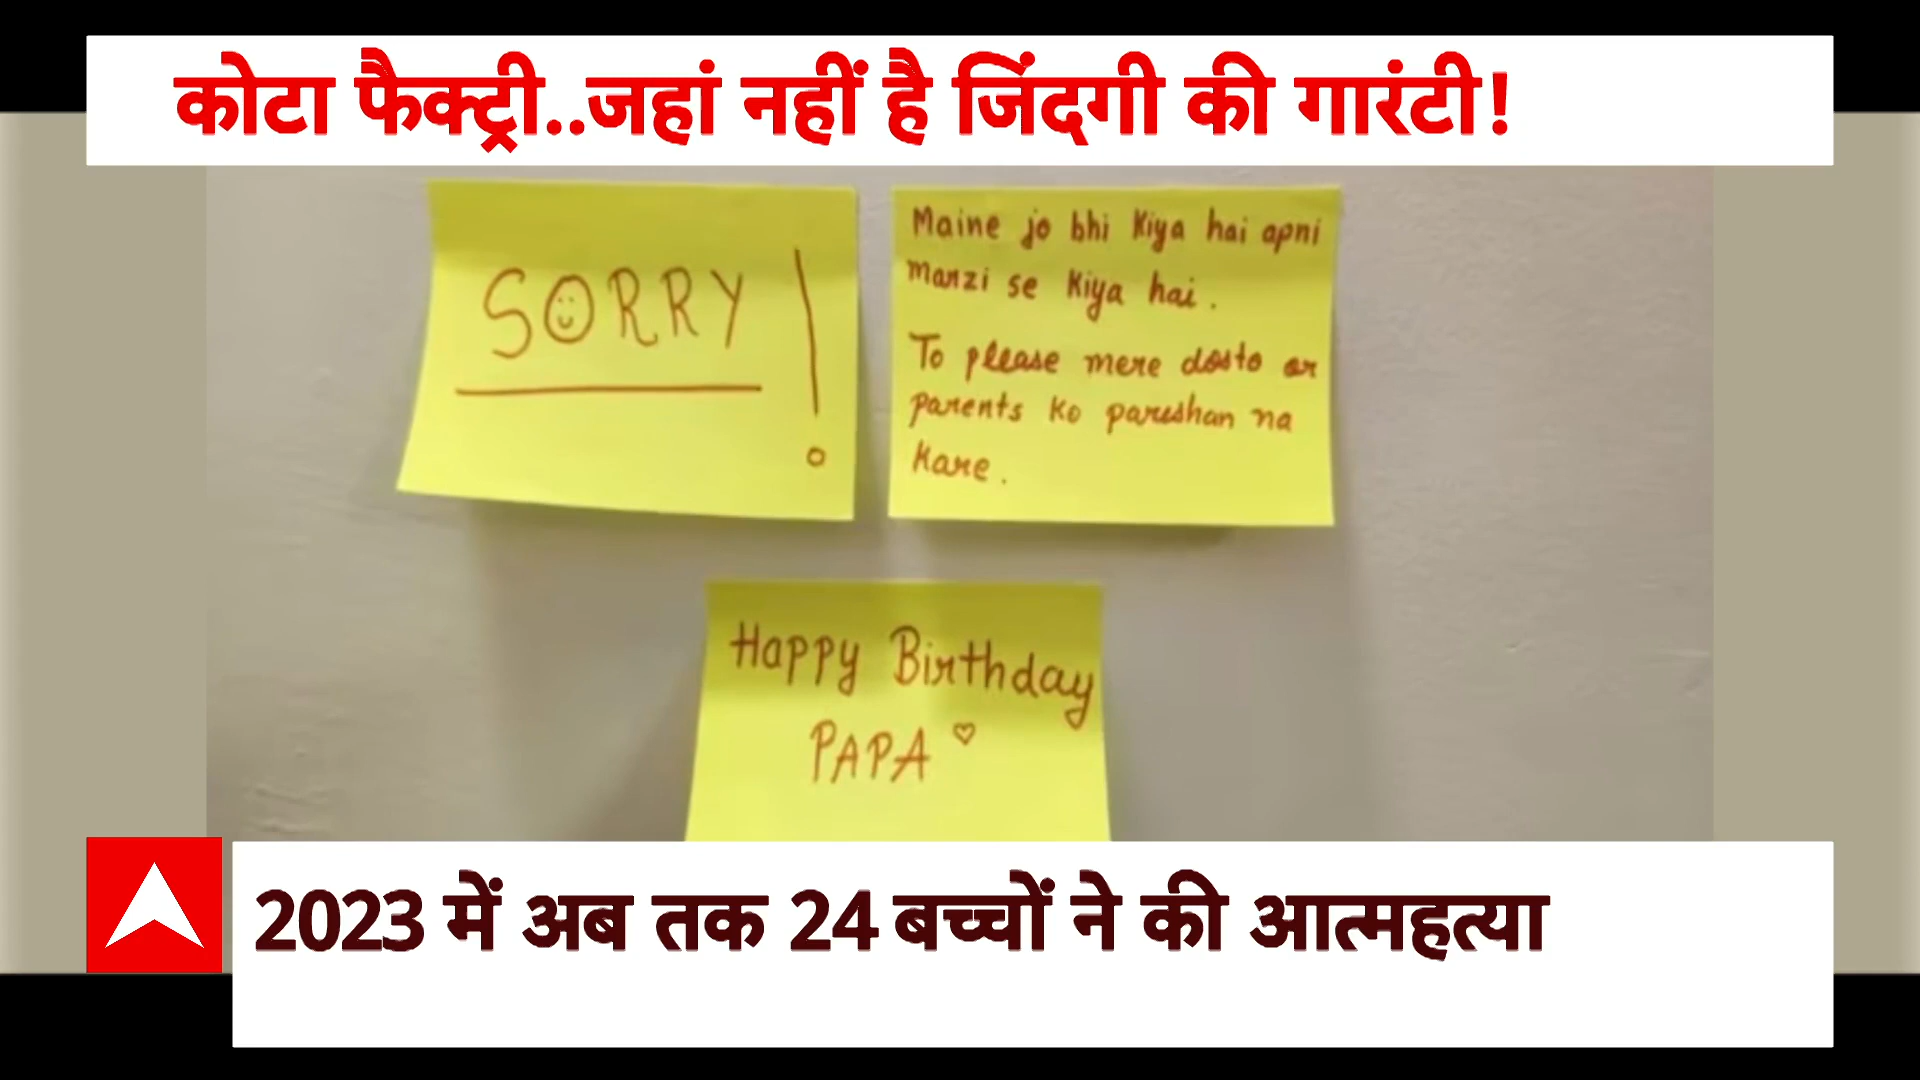 कोटा फैक्ट्री..जहां नहीं है जिंदगी की गारंटी!
SORRY !
Maine jo bhi kiya hai apni
marzi se kiya hai.
To please mere dosto or
parents ko pareshan na
kare.
Happy Birthday
PAPA ♡
2023 में अब तक 24 बच्चों ने की आत्महत्या